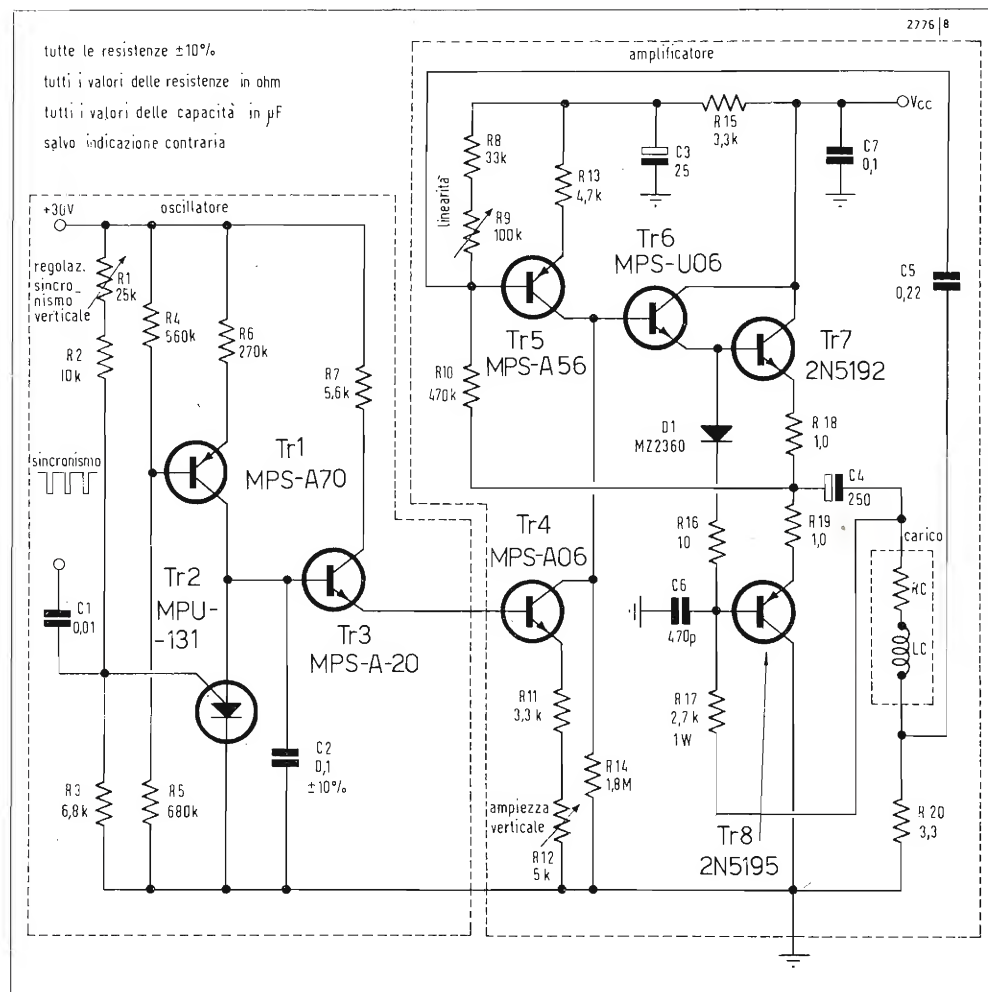 2776|8
tutte le resistenze ±10%
tutti i valori delle resistenze in ohm
tutti i valori delle capacità in µF
salvo indicazione contraria
amplificatore
oscillatore
+30V
regolaz.
sincro_
nismo
verticale
R1
25k
R2
10k
R4
560k
R6
270k
R7
5,6k
sincronismo
Tr1
MPS-A70
C1
0,01
Tr2
MPU-
-131
Tr3
MPS-A-20
R3
6,8k
R5
680k
C2
0,1
±10%
R8
33k
linearità
R9
100k
R13
4,7k
C3
25
R15
3,3k
Vcc
C7
0,1
Tr6
MPS-U06
C5
0,22
Tr5
MPS-A56
Tr7
2N5192
R10
470k
D1
MZ2360
R18
1,0
C4
250
Tr4
MPS-A06
R16
10
R19
1,0
carico
RC
LC
C6
470p
R11
3,3k
R17
2,7k
1W
R14
1,8M
ampiezza
verticale
R12
5k
Tr8
2N5195
R20
3,3